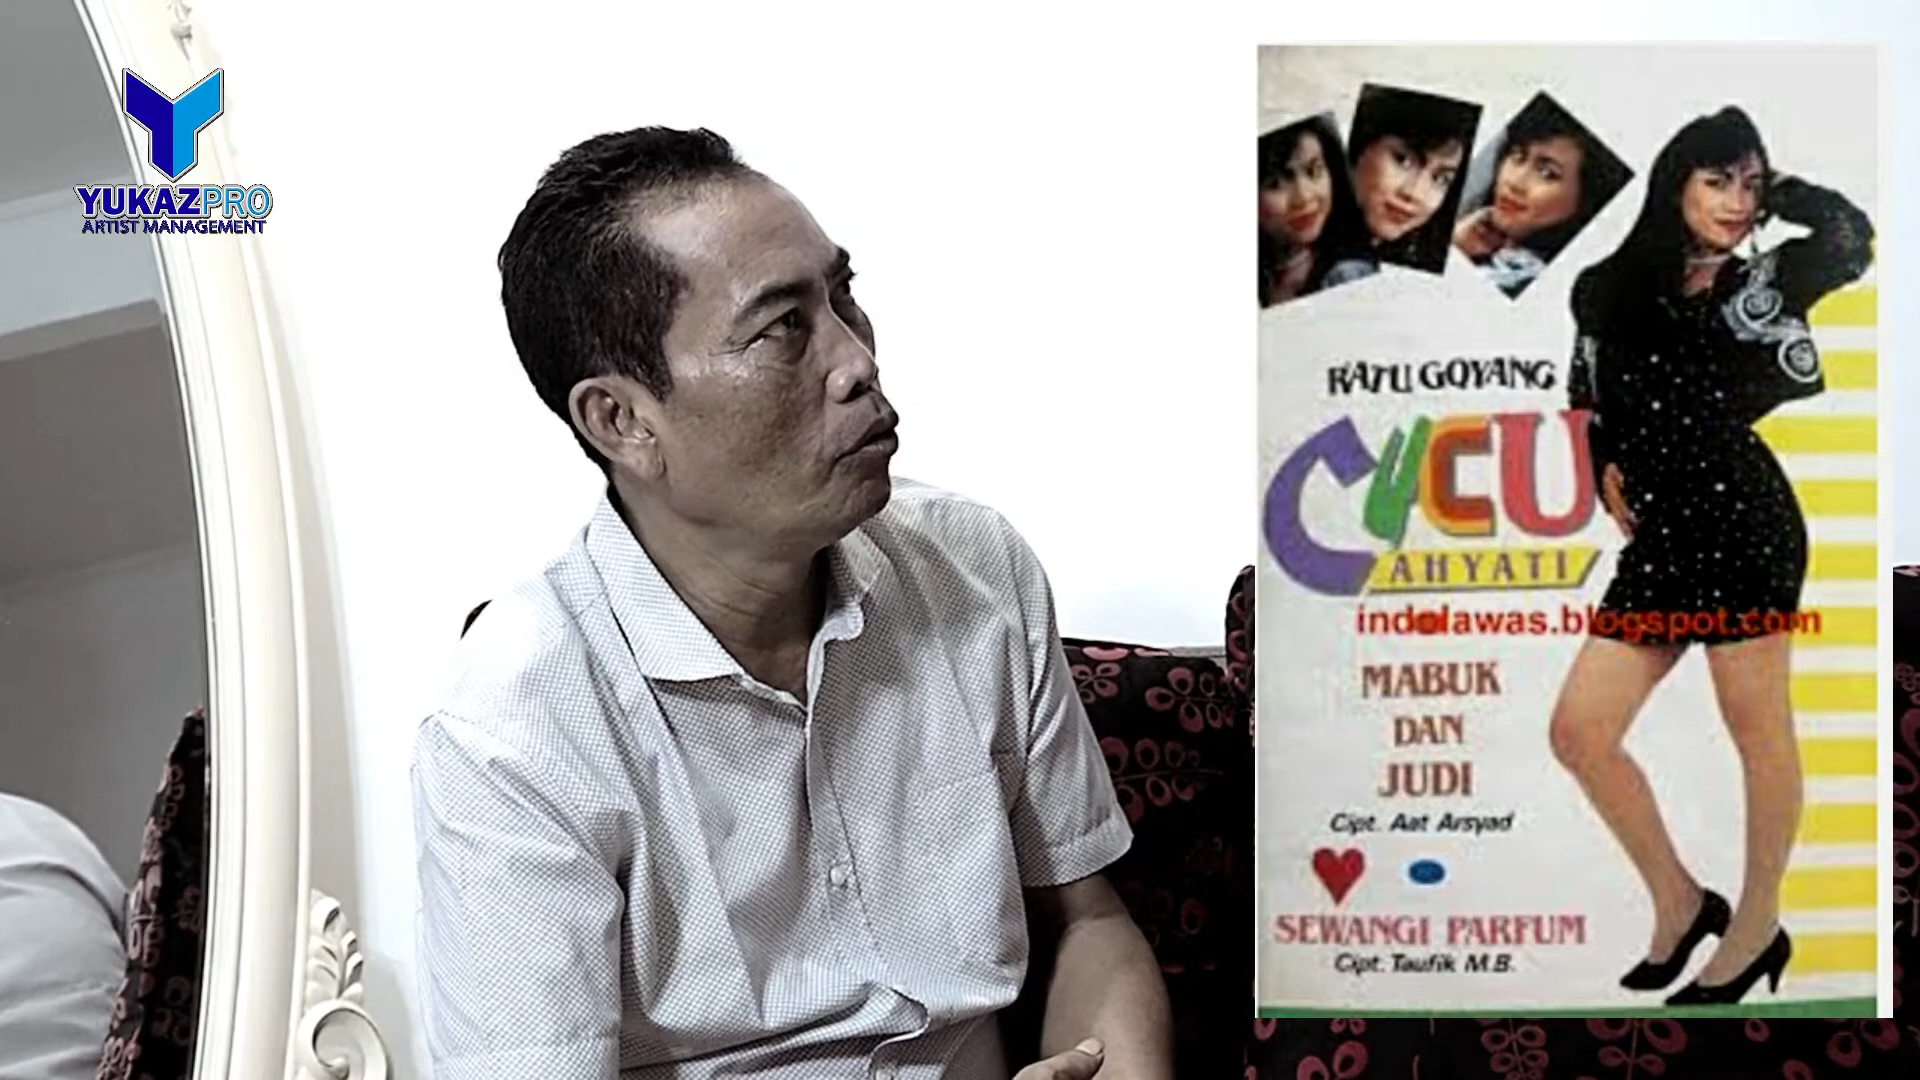 YUKAZPRO
ARTIST MANAGEMENT
RATU GOYANG
CUCU
AHYATI
indolawas.blogspot.com
MABUK
DAN
JUDI
Cipt. Aat Arsyad
SEWANGI PARFUM
Cipt. Taufik M.B.